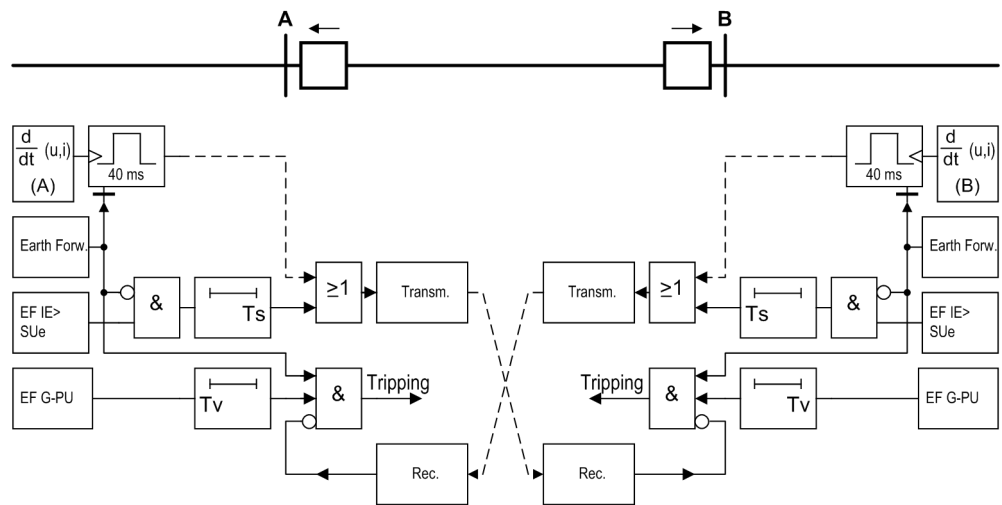 A
B
d
dt
(u,i)
(A)
40 ms
40 ms
d
dt
(u,i)
(B)
Earth Forw.
Earth Forw.
EF IE>
SUe
&
Ts
≥1
Transm.
Transm.
≥1
Ts
&
EF IE>
SUe
EF G-PU
Tv
&
Tripping
Tripping
&
Tv
EF G-PU
Rec.
Rec.